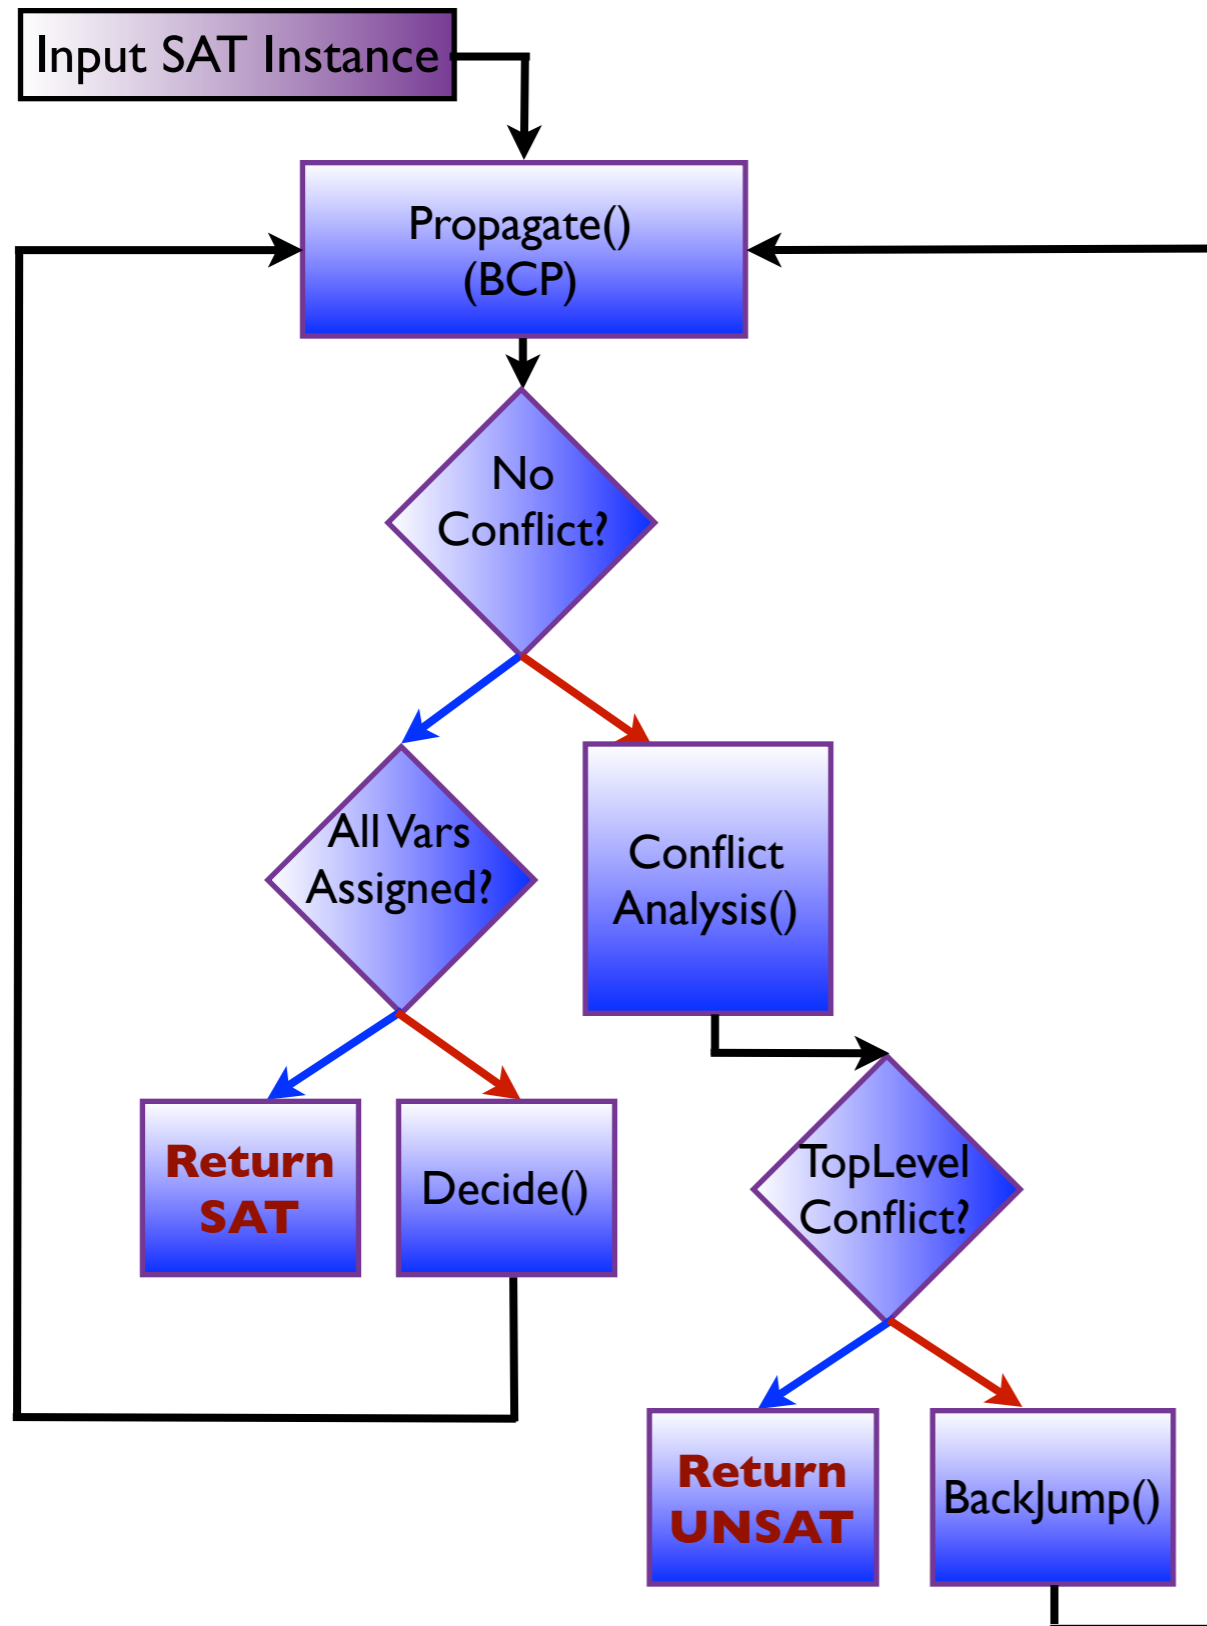 Input SAT Instance
Propagate()
(BCP)
No
Conflict?
All Vars
Assigned?
Conflict
Analysis()
Return
SAT
Decide()
TopLevel
Conflict?
Return
UNSAT
BackJump()